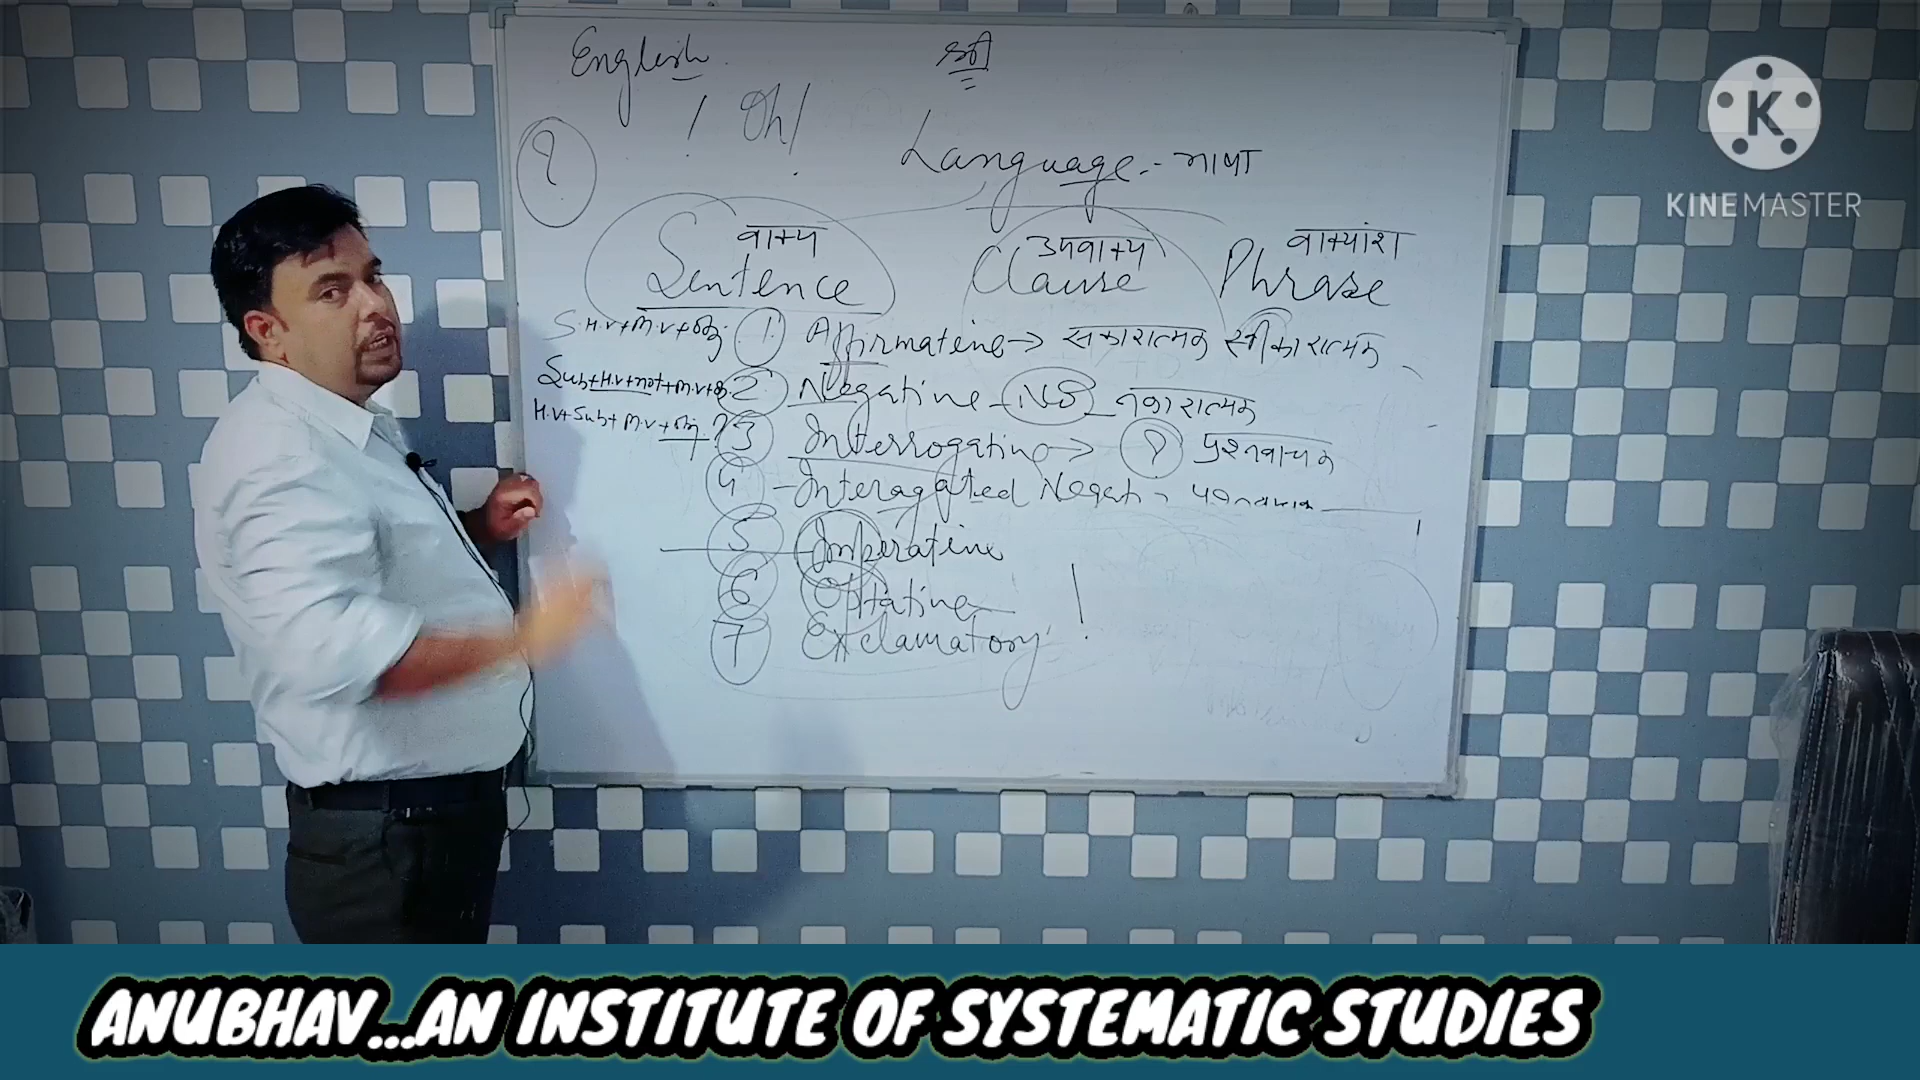 English श्री
! Oh!
?
Language - भाषा
वाक्य उपवाक्य वाक्यांश
Sentence Clause Phrase
S H.V+M.V+Obj. 1. Affirmative → सकारात्मक स्वीकारात्मक
Sub+H.V+not+M.V+O. 2. Negative - NO - नकारात्मक
H.V+Sub+M.V+Obj. ? 3 Interrogative → ? प्रश्नवाचक
4 - Interagated Negat -
5 Imperative
6 Optative
7 Exclamatory !
K
KINEMASTER
ANUBHAV...AN INSTITUTE OF SYSTEMATIC STUDIES